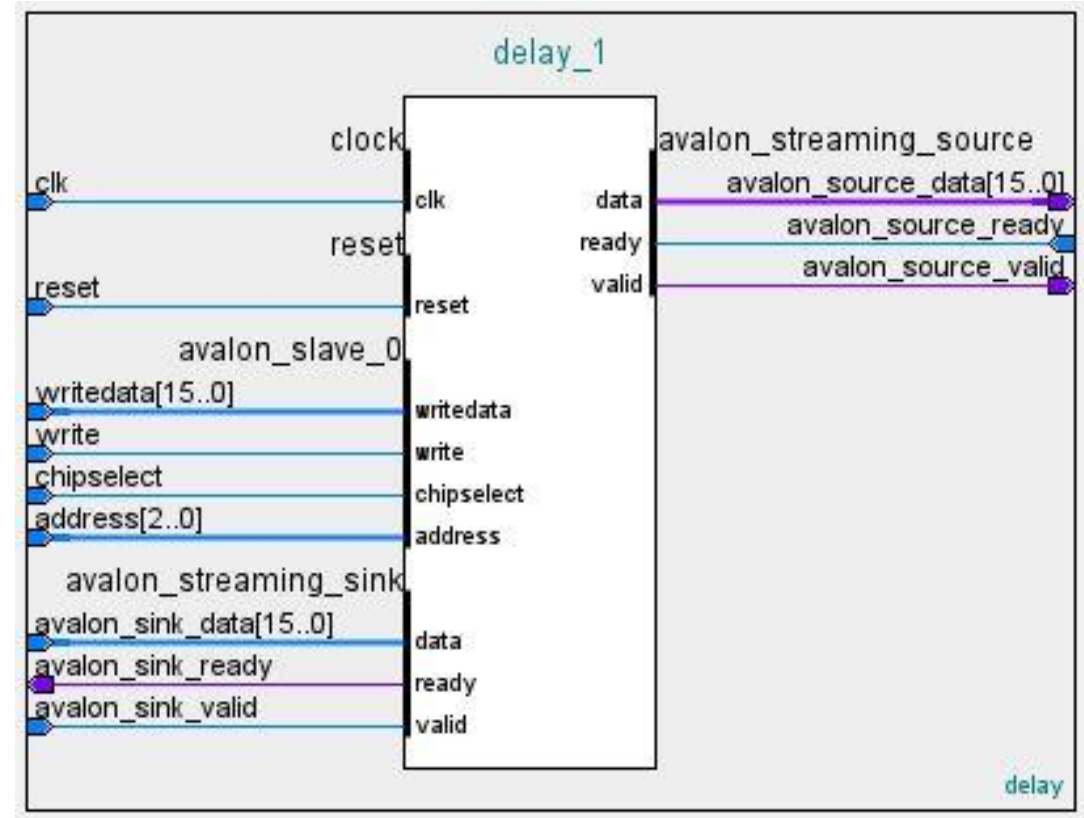 delay_1
clock
clk
clk
reset
reset
reset
avalon_slave_0
writedata[15..0]
writedata
write
write
chipselect
chipselect
address[2..0]
address
avalon_streaming_sink
avalon_sink_data[15..0]
data
avalon_sink_ready
ready
avalon_sink_valid
valid
avalon_streaming_source
avalon_source_data[15..0]
data
avalon_source_ready
ready
avalon_source_valid
valid
delay